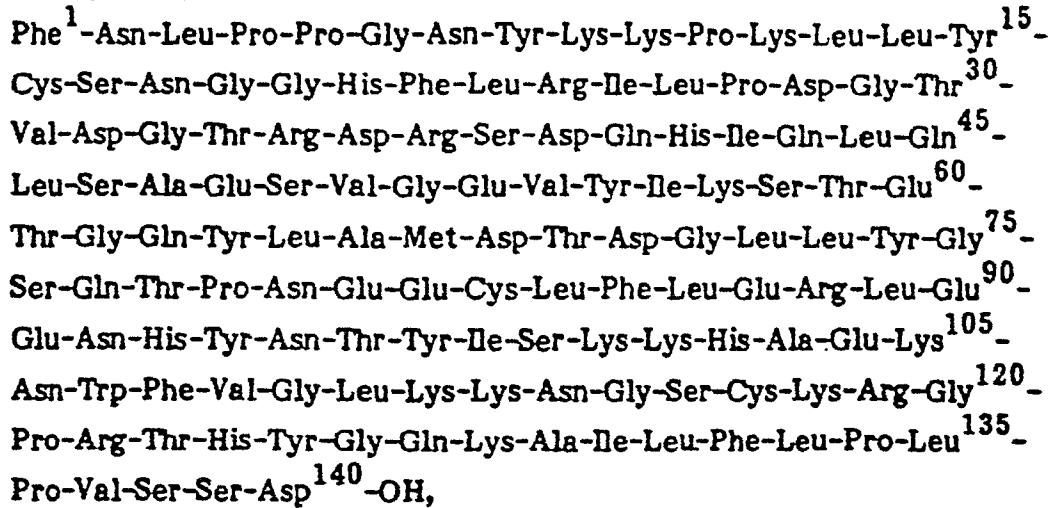 Phe¹-Asn-Leu-Pro-Pro-Gly-Asn-Tyr-Lys-Lys-Pro-Lys-Leu-Leu-Tyr¹⁵-
Cys-Ser-Asn-Gly-Gly-His-Phe-Leu-Arg-Ile-Leu-Pro-Asp-Gly-Thr³⁰-
Val-Asp-Gly-Thr-Arg-Asp-Arg-Ser-Asp-Gln-His-Ile-Gln-Leu-Gln⁴⁵-
Leu-Ser-Ala-Glu-Ser-Val-Gly-Glu-Val-Tyr-Ile-Lys-Ser-Thr-Glu⁶⁰-
Thr-Gly-Gln-Tyr-Leu-Ala-Met-Asp-Thr-Asp-Gly-Leu-Leu-Tyr-Gly⁷⁵-
Ser-Gln-Thr-Pro-Asn-Glu-Glu-Cys-Leu-Phe-Leu-Glu-Arg-Leu-Glu⁹⁰-
Glu-Asn-His-Tyr-Asn-Thr-Tyr-Ile-Ser-Lys-Lys-His-Ala-Glu-Lys¹⁰⁵-
Asn-Trp-Phe-Val-Gly-Leu-Lys-Lys-Asn-Gly-Ser-Cys-Lys-Arg-Gly¹²⁰-
Pro-Arg-Thr-His-Tyr-Gly-Gln-Lys-Ala-Ile-Leu-Phe-Leu-Pro-Leu¹³⁵-
Pro-Val-Ser-Ser-Asp¹⁴⁰-OH,